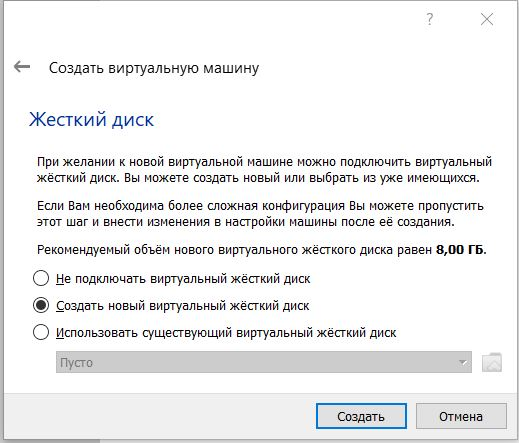 ?
Создать виртуальную машину
Жесткий диск
При желании к новой виртуальной машине можно подключить виртуальный
жёсткий диск. Вы можете создать новый или выбрать из уже имеющихся.
Если Вам необходима более сложная конфигурация Вы можете пропустить
этот шаг и внести изменения в настройки машины после её создания.
Рекомендуемый объём нового виртуального жёсткого диска равен 8,00 ГБ.
Не подключать виртуальный жёсткий диск
Создать новый виртуальный жёсткий диск
Использовать существующий виртуальный жёсткий диск
Пусто
Создать
Отмена